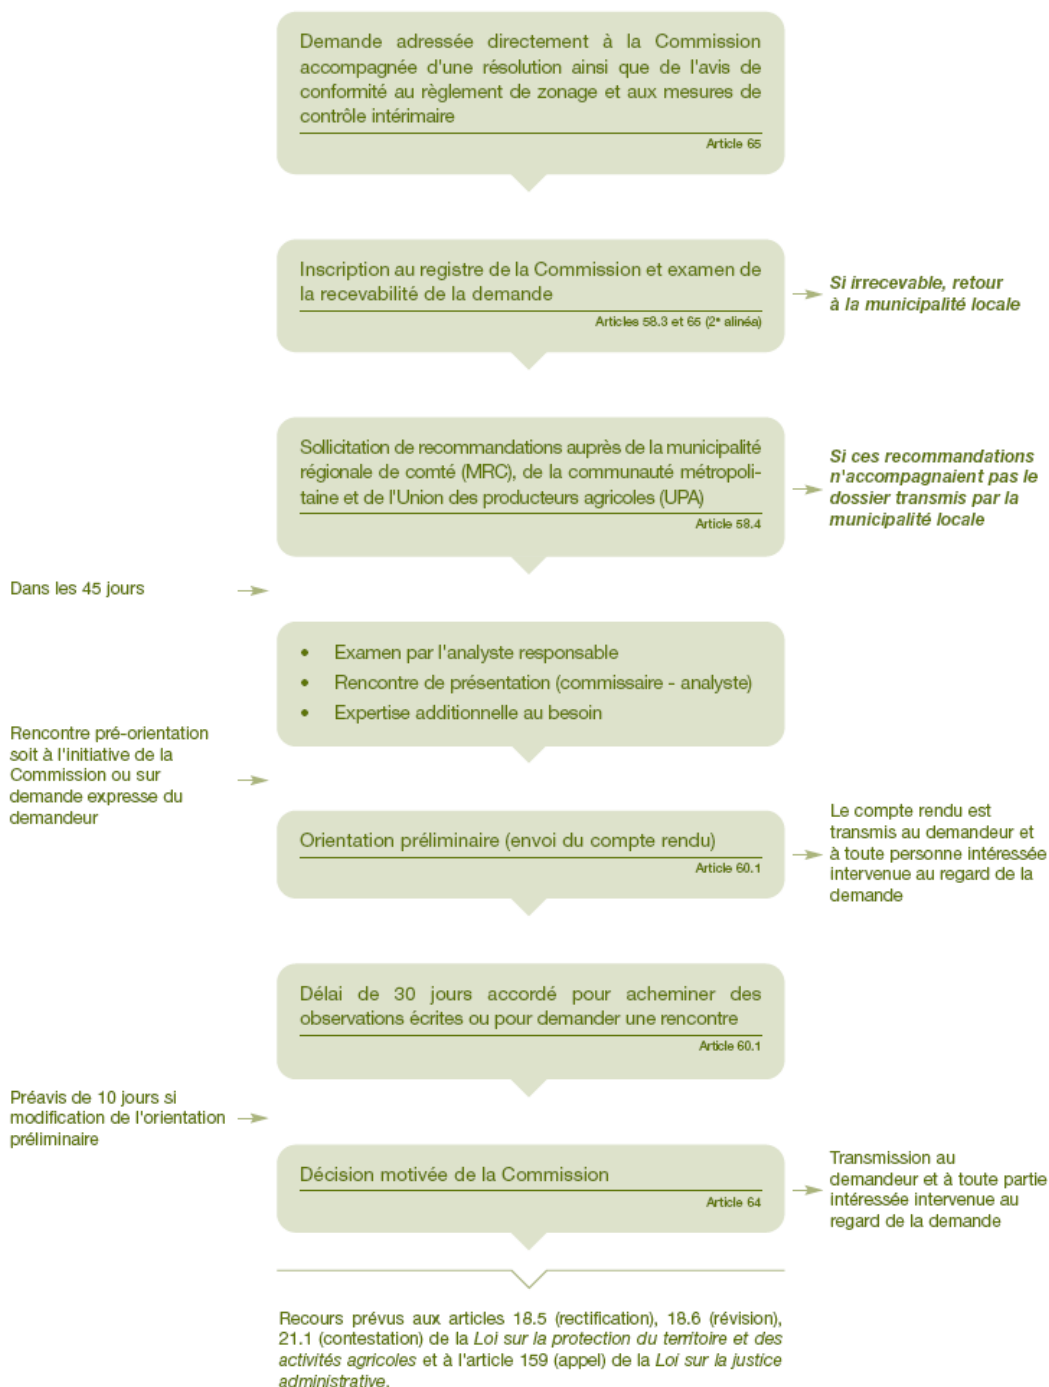 Demande adressée directement à la Commission
accompagnée d'une résolution ainsi que de l'avis de
conformité au règlement de zonage et aux mesures de
contrôle intérimaire
Article 65
Inscription au registre de la Commission et examen de
la recevabilité de la demande
Articles 58.3 et 65 (2e alinéa)
Si irrecevable, retour
à la municipalité locale
Sollicitation de recommandations auprès de la municipalité
régionale de comté (MRC), de la communauté métropoli-
taine et de l'Union des producteurs agricoles (UPA)
Article 58.4
Si ces recommandations
n'accompagnaient pas le
dossier transmis par la
municipalité locale
Dans les 45 jours
• Examen par l'analyste responsable
• Rencontre de présentation (commissaire - analyste)
• Expertise additionnelle au besoin
Rencontre pré-orientation
soit à l'initiative de la
Commission ou sur
demande expresse du
demandeur
Orientation préliminaire (envoi du compte rendu)
Article 60.1
Le compte rendu est
transmis au demandeur et
à toute personne intéressée
intervenue au regard de la
demande
Délai de 30 jours accordé pour acheminer des
observations écrites ou pour demander une rencontre
Article 60.1
Préavis de 10 jours si
modification de l'orientation
préliminaire
Décision motivée de la Commission
Article 64
Transmission au
demandeur et à toute partie
intéressée intervenue au
regard de la demande
Recours prévus aux articles 18.5 (rectification), 18.6 (révision),
21.1 (contestation) de la Loi sur la protection du territoire et des
activités agricoles et à l'article 159 (appel) de la Loi sur la justice
administrative.